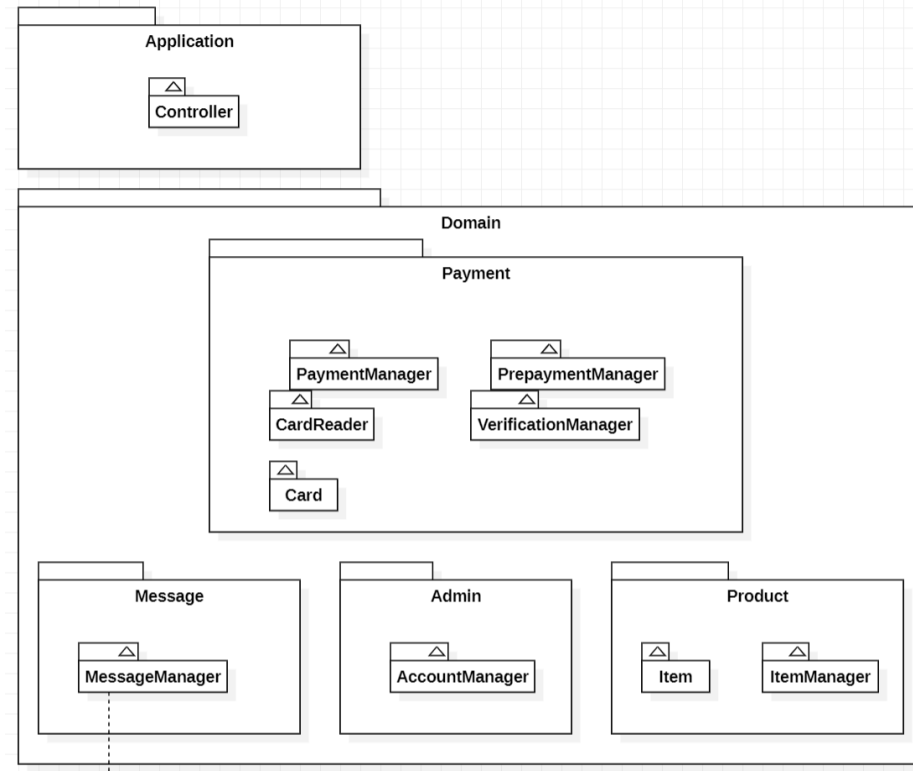 Application
Controller
Domain
Payment
PaymentManager
PrepaymentManager
CardReader
VerificationManager
Card
Message
Admin
Product
MessageManager
AccountManager
Item
ItemManager